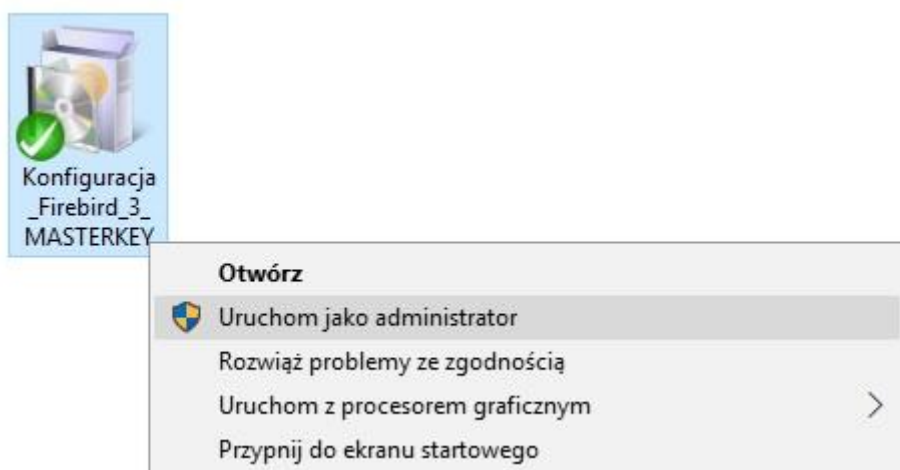 Konfiguracja
_Firebird_3_
MASTERKEY
Otwórz
Uruchom jako administrator
Rozwiąż problemy ze zgodnością
Uruchom z procesorem graficznym
Przypnij do ekranu startowego